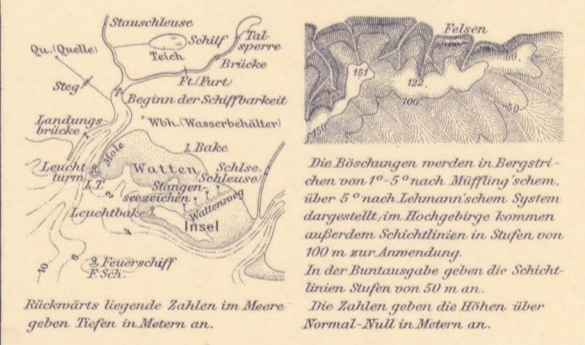 Stauschleuse
Qu. (Quelle)
Schilf
Teich
Tal-
sperre
Brücke
Steg
Ft. (Furt)
Beginn der Schiffbarkeit
Landungs
brücke
Wbh. (Wasserbehälter)
Mole
Bake
Leucht-
turm
L.T.
Watten
Schlse.
Schleuse
Stangen-
seezeichen
Wattenweg
Leuchtbake
Insel
2
4
6
10
Feuerschiff
F.Sch.
Rückwärts liegende Zahlen im Meere
geben Tiefen in Metern an.
Felsen
151
122
100
150
Die Böschungen werden in Bergstri-
chen von 1°-5° nach Müffling'schem,
über 5° nach Lehmann'schem System
dargestellt, im Hochgebirge kommen
außerdem Schichtlinien in Stufen von
100 m zur Anwendung.
In der Buntausgabe geben die Schicht-
linien Stufen von 50 m an.
Die Zahlen geben die Höhen über
Normal-Null in Metern an.